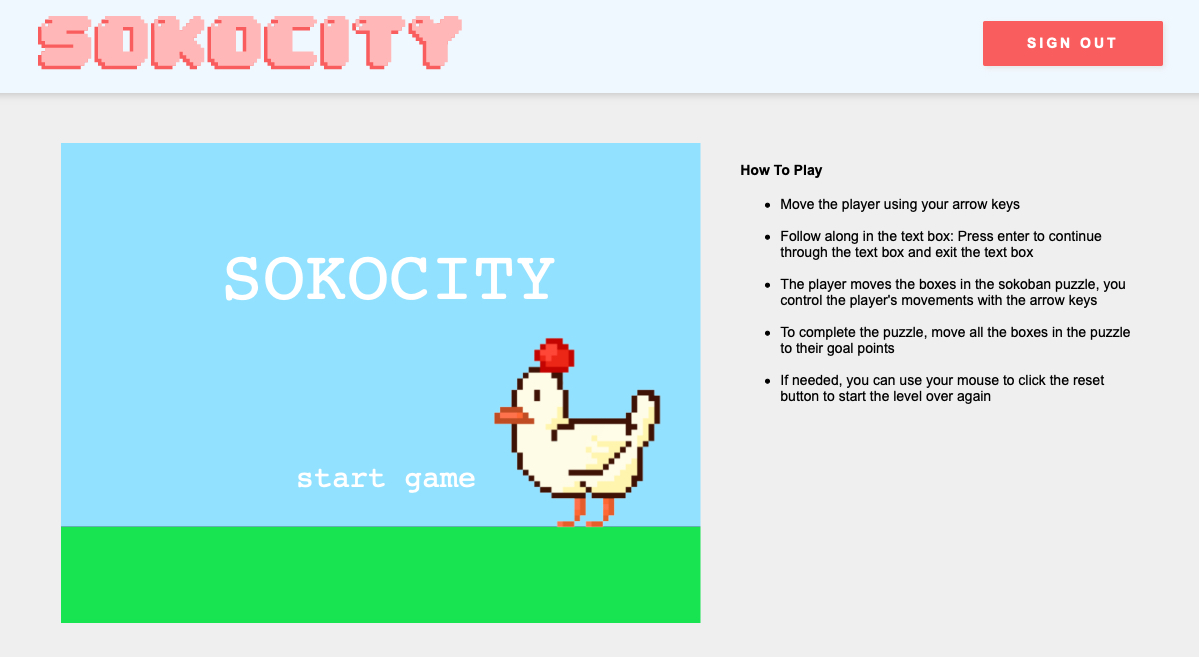 SOKOCITY
SIGN OUT
SOKOCITY
start game
How To Play
Move the player using your arrow keys
Follow along in the text box: Press enter to continue
through the text box and exit the text box
The player moves the boxes in the sokoban puzzle, you
control the player's movements with the arrow keys
To complete the puzzle, move all the boxes in the puzzle
to their goal points
If needed, you can use your mouse to click the reset
button to start the level over again